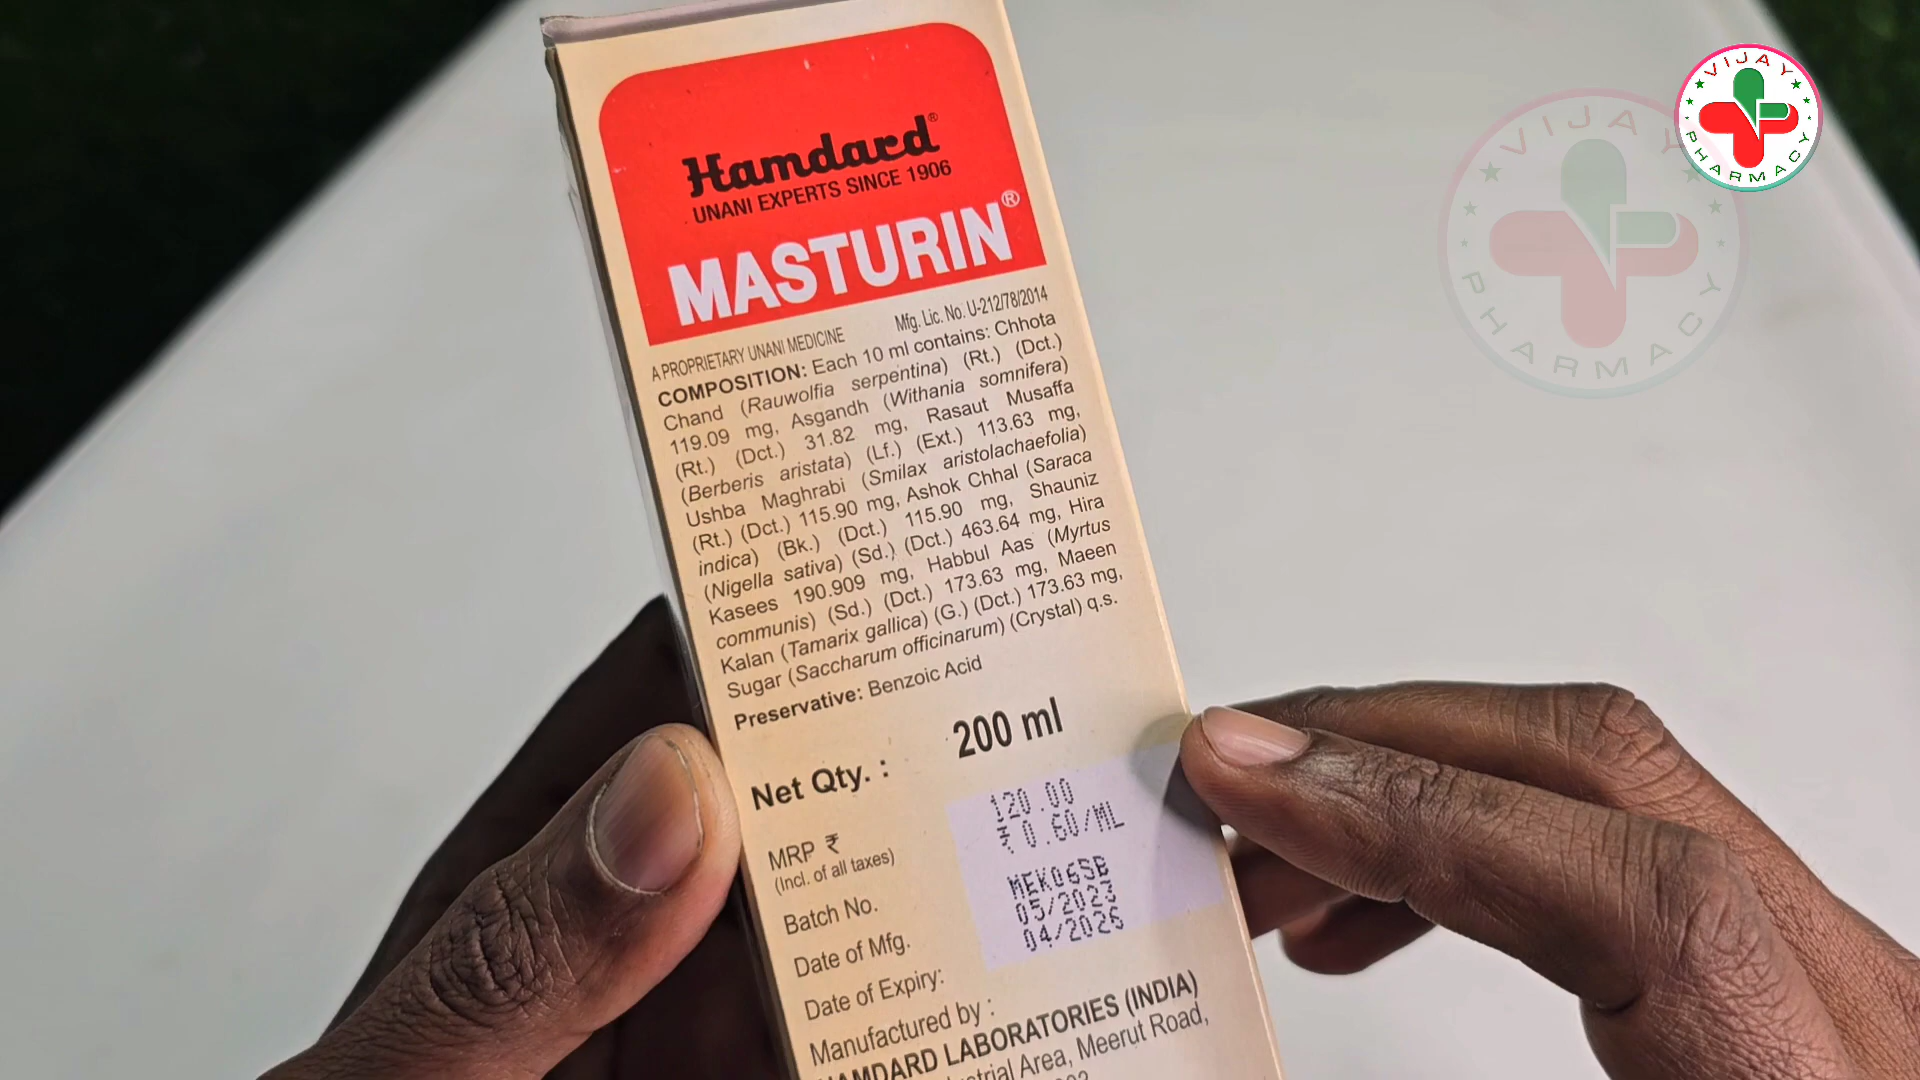 Hamdard®
UNANI EXPERTS SINCE 1906
MASTURIN®
A PROPRIETARY UNANI MEDICINE Mfg. Lic. No. U-212/78/2014
COMPOSITION: Each 10 ml contains: Chhota
Chand (Rauwolfia serpentina) (Rt.) (Dct.)
119.09 mg, Asgandh (Withania somnifera)
(Rt.) (Dct.) 31.82 mg, Rasaut Musaffa
(Berberis aristata) (Lf.) (Ext.) 113.63 mg,
Ushba Maghrabi (Smilax aristolachaefolia)
(Rt.) (Dct.) 115.90 mg, Ashok Chhal (Saraca
indica) (Bk.) (Dct.) 115.90 mg, Shauniz
(Nigella sativa) (Sd.) (Dct.) 463.64 mg, Hira
Kasees 190.909 mg, Habbul Aas (Myrtus
communis) (Sd.) (Dct.) 173.63 mg, Maeen
Kalan (Tamarix gallica) (G.) (Dct.) 173.63 mg,
Sugar (Saccharum officinarum) (Crystal) q.s.
Preservative: Benzoic Acid
Net Qty. : 200 ml
MRP ₹ 120.00
(Incl. of all taxes) ₹ 0.60/ML
Batch No. MEK065B
Date of Mfg. 05/2023
Date of Expiry: 04/2026
Manufactured by :
HAMDARD LABORATORIES (INDIA)
Area, Meerut Road,
VIJAY PHARMACY
VIJAY PHARMACY